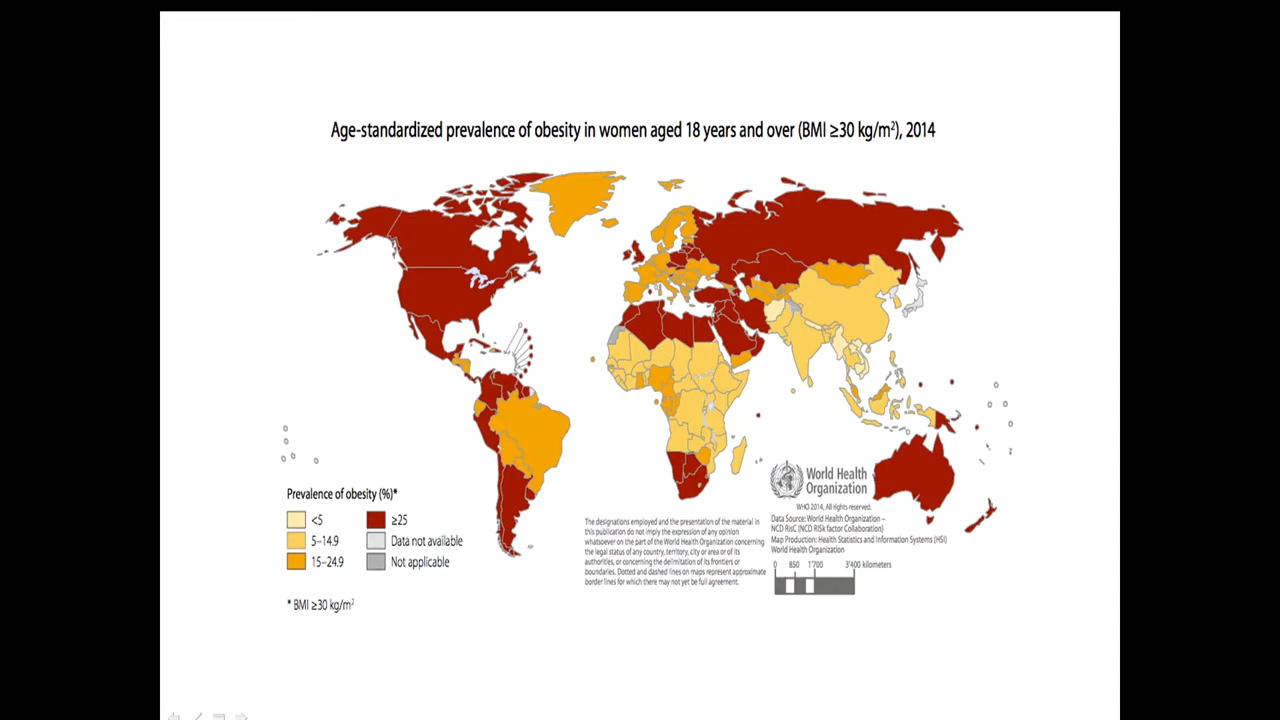 Age-standardized prevalence of obesity in women aged 18 years and over (BMI ≥30 kg/m²), 2014
Prevalence of obesity (%)*
<5
5–14.9
15–24.9
≥25
Data not available
Not applicable
* BMI ≥30 kg/m²
The designations employed and the presentation of the material in
this publication do not imply the expression of any opinion
whatsoever on the part of the World Health Organization concerning
the legal status of any country, territory, city or area or of its
authorities, or concerning the delimitation of its frontiers or
boundaries. Dotted and dashed lines on maps represent approximate
border lines for which there may not yet be full agreement.
World Health
Organization
WHO 2014, All rights reserved.
Data Source: World Health Organization –
NCD RisC (NCD RISk factor Collaboration)
Map Production: Health Statistics and Information Systems (HSI)
World Health Organization
0 850 1'700 3'400 kilometers